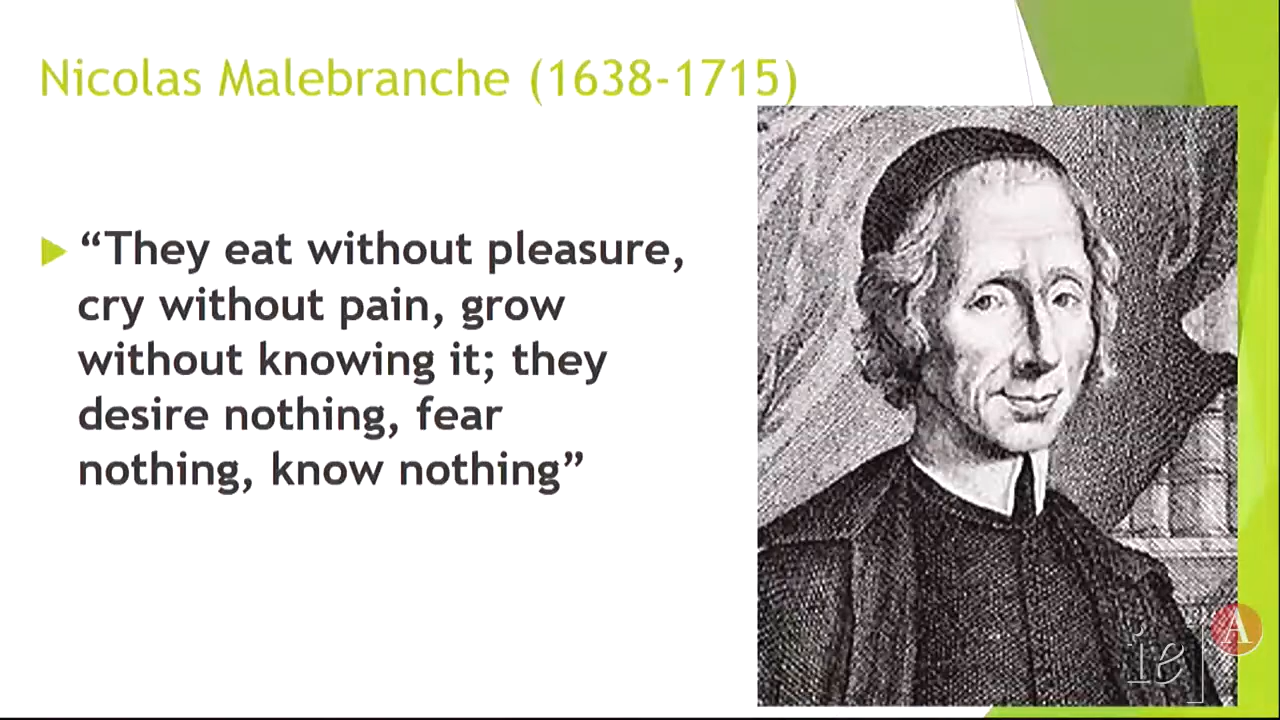 Nicolas Malebranche (1638-1715)
“They eat without pleasure,
cry without pain, grow
without knowing it; they
desire nothing, fear
nothing, know nothing”
ie] A